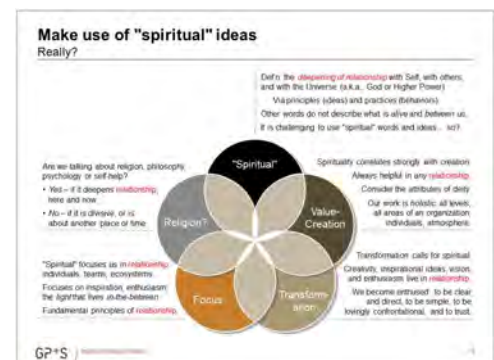 Make use of "spiritual" ideas
Really?
Def'n: the deepening of relationship with Self, with others,
and with the Universe (a.k.a., God or Higher Power)
Via principles (ideas) and practices (behaviors)
Other words do not describe what is alive and between us.
It is challenging to use "spiritual" words and ideas... so?
"Spiritual"
Are we talking about religion, philosophy,
psychology or self-help?
• Yes – if it deepens relationship,
here and now
• No – if it is divisive, or is
about another place or time
Religion?
Spirituality correlates strongly with creation
Always helpful in any relationship
Consider the attributes of deity
Our work is holistic: all levels,
all areas of an organization
individuals, atmosphere.
Value-
Creation
"Spiritual" focuses us in relationship:
individuals, teams, ecosystems
Focuses on inspiration, enthusiasm:
the light that lives in-the-between
Fundamental principles of relationship.
Focus
Transform-
ation
Transformation calls for spiritual
Creativity, inspirational ideas, vision,
and enthusiasm live in relationship.
We become enthused: to be clear
and direct, to be simple, to be
lovingly confrontational, and to trust.
GP+S